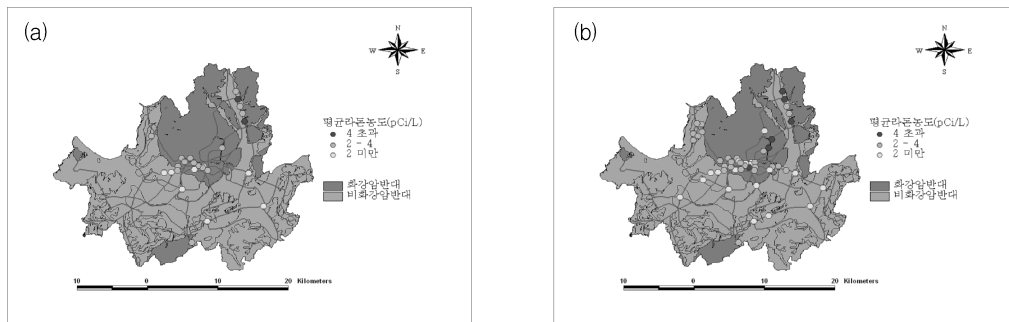 (a)
N
W E
S
평균라돈농도(pCi/L)
4 초과
2 - 4
2 미만
화강암반대
비화강암반대
10 0 10 20 Kilometers
(b)
N
W E
S
평균라돈농도(pCi/L)
4 초과
2 - 4
2 미만
화강암반대
비화강암반대
10 0 10 20 Kilometers